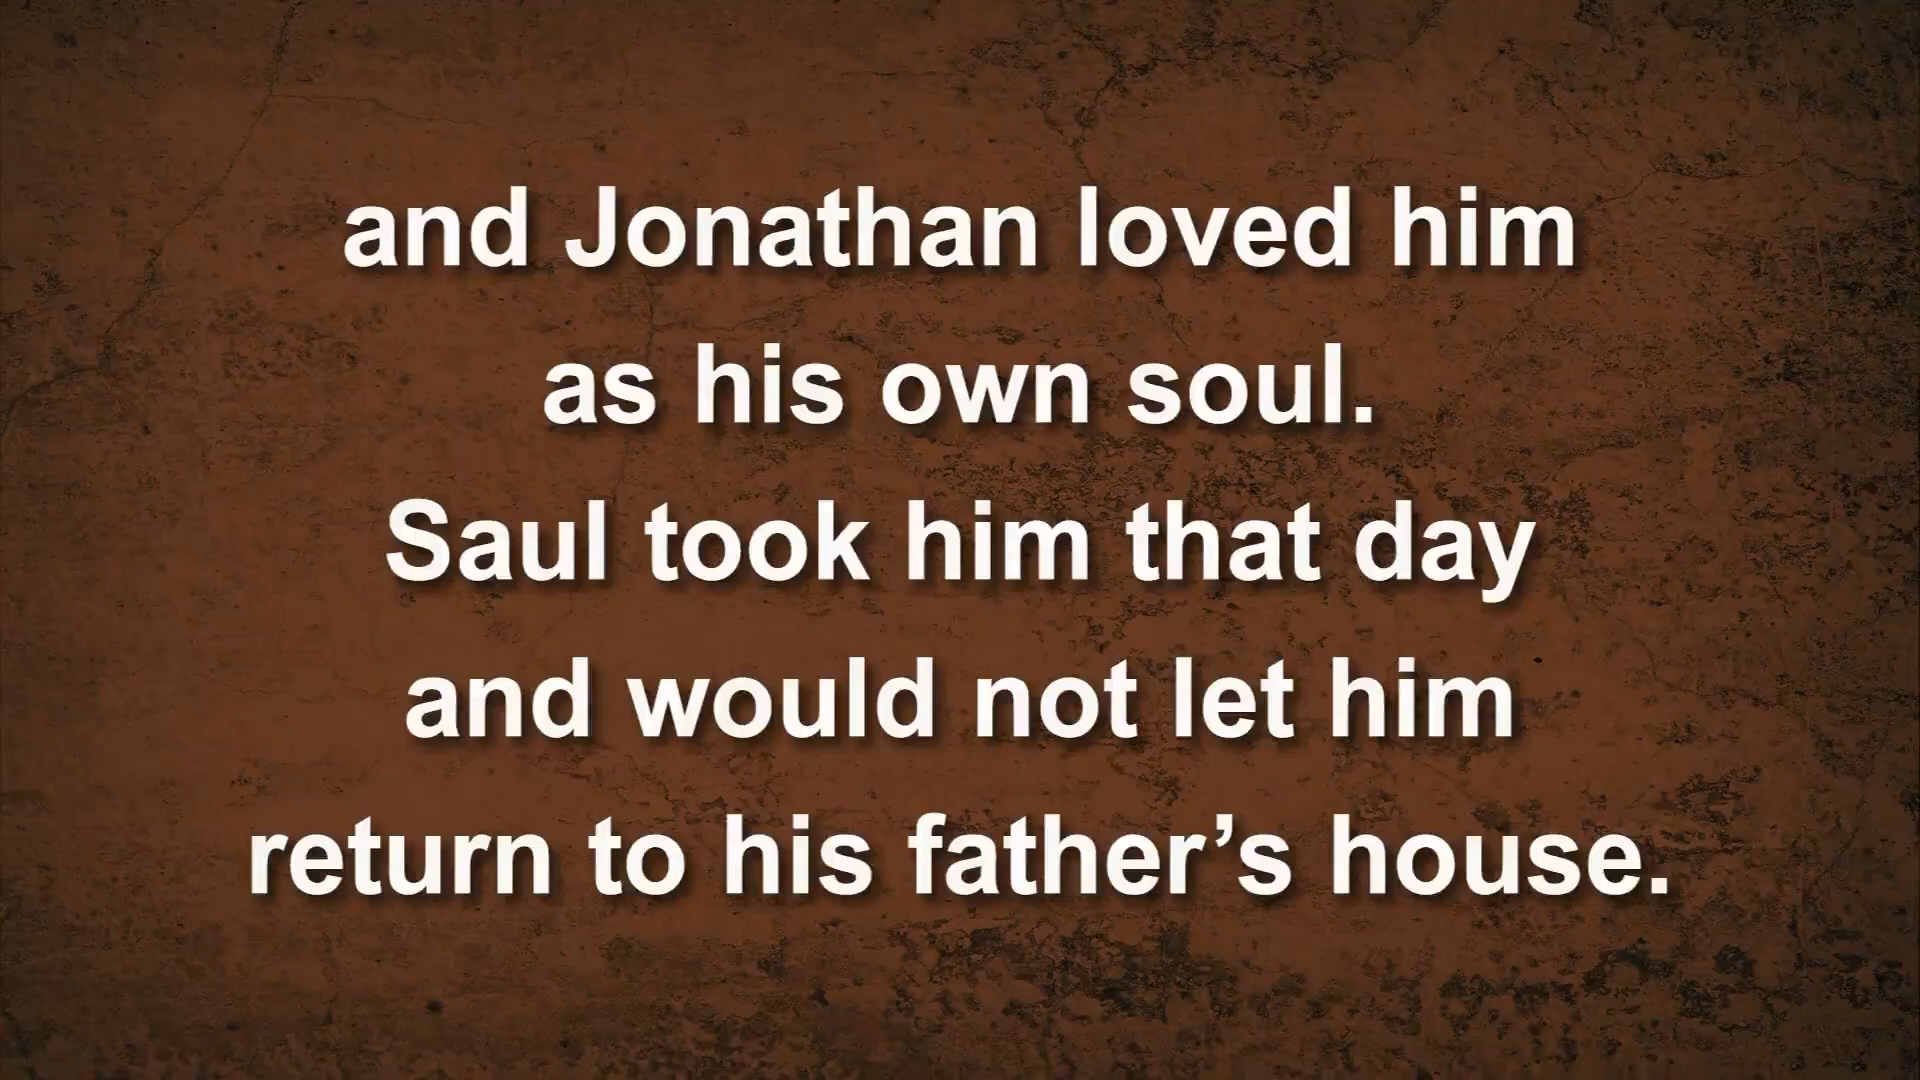 and Jonathan loved him
as his own soul.
Saul took him that day
and would not let him
return to his father’s house.